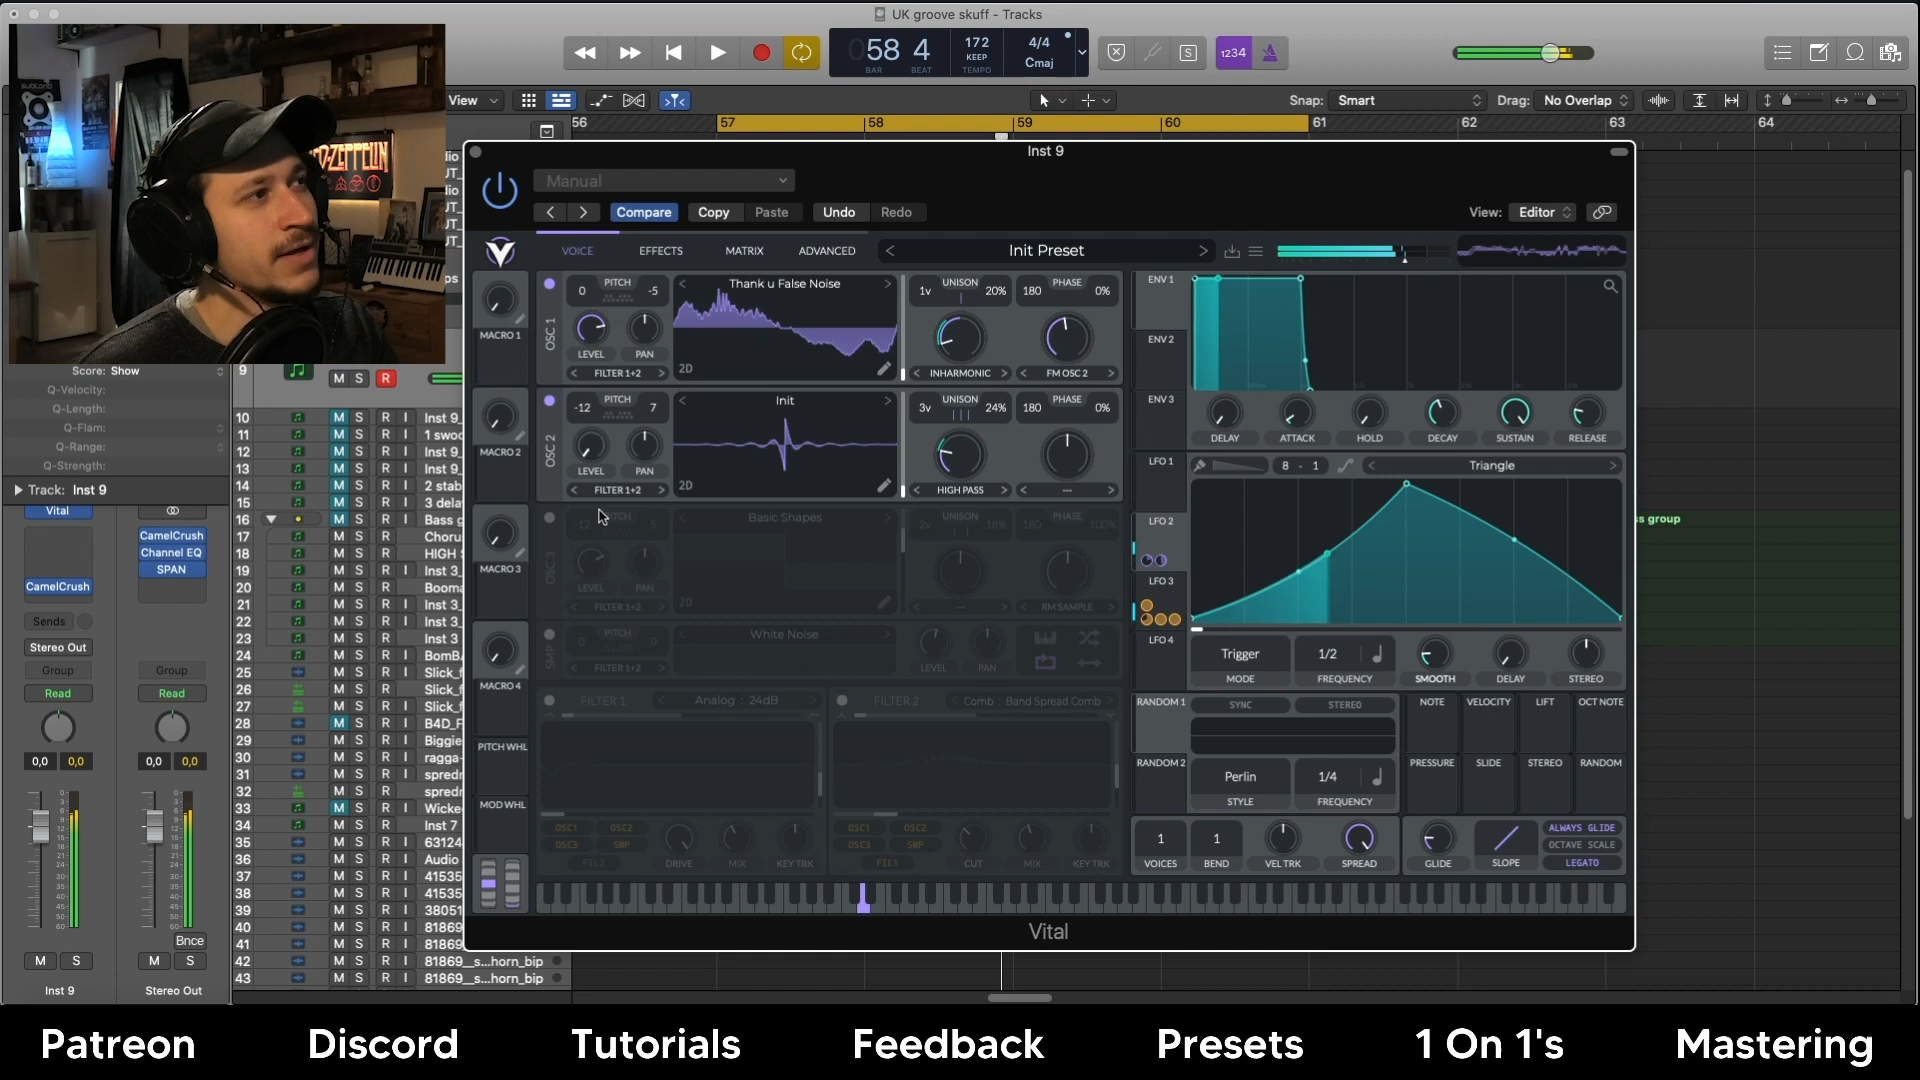 UK groove skuff - Tracks
58 4
BAR BEAT
172
KEEP
TEMPO
4/4
Cmaj
S
1234
View
Snap: Smart
Drag: No Overlap
56 57 58 59 60 61 62 63 64
Inst 9
Manual
Compare Copy Paste Undo Redo
View: Editor
VOICE EFFECTS MATRIX ADVANCED
Init Preset
MACRO 1
MACRO 2
MACRO 3
MACRO 4
PITCH WHL
MOD WHL
OSC 1
0 PITCH -5
LEVEL PAN
FILTER 1+2
Thank u False Noise
2D
1v UNISON 20%
180 PHASE 0%
INHARMONIC
FM OSC 2
OSC 2
-12 PITCH 7
LEVEL PAN
FILTER 1+2
Init
2D
3v UNISON 24%
180 PHASE 0%
HIGH PASS
---
OSC 3
-12 PITCH 5
LEVEL PAN
FILTER 1+2
Basic Shapes
2D
2v UNISON 18%
180 PHASE 100%
---
RM SAMPLE
SMP
0 PITCH 0
FILTER 1+2
White Noise
LEVEL PAN
FILTER 1 Analog : 24dB
FILTER 2 Comb : Band Spread Comb
OSC1 OSC2
OSC3 SMP
FIL2
DRIVE MIX KEY TRK
OSC1 OSC2
OSC3 SMP
FIL1
CUT MIX KEY TRK
ENV 1
ENV 2
ENV 3
DELAY ATTACK HOLD DECAY SUSTAIN RELEASE
LFO 1
LFO 2
LFO 3
LFO 4
8 - 1
Triangle
Trigger
MODE
1/2
FREQUENCY
SMOOTH DELAY STEREO
RANDOM 1
SYNC STEREO
RANDOM 2
Perlin
STYLE
1/4
FREQUENCY
NOTE VELOCITY LIFT OCT NOTE
PRESSURE SLIDE STEREO RANDOM
1 VOICES
1 BEND
VEL TRK SPREAD
GLIDE SLOPE
ALWAYS GLIDE
OCTAVE SCALE
LEGATO
Vital
Score: Show
Q-Velocity:
Q-Length:
Q-Flam:
Q-Range:
Q-Strength:
Track: Inst 9
Vital
CamelCrush
CamelCrush
Channel EQ
SPAN
Sends
Stereo Out
Group Group
Read Read
0,0 0,0 0,0 0,0
Bnce
M S M S
Inst 9 Stereo Out
9 M S R
10 M S R I Inst 9_
11 M S R I 1 swoo
12 M S R I Inst 9_
13 M S R I Inst 9_
14 M S R I 2 stab
15 M S R I 3 dela
16 M S R I Bass g
17 M S R Choru
18 M S R HIGH S
19 M S R I Inst 3_
20 M S R Booma
21 M S R I Inst 3_
22 M S R I Inst 3_
23 M S R Inst 3
24 M S R BomBA
25 M S R I Slick_f
26 M S R Slick_f
27 M S R I Slick_f
28 M S R I B4D_F
29 M S R I Biggie
30 M S R I ragga-
31 M S R I spredr
32 M S R spredr
33 M S R I Wicke
34 M S R Inst 7
35 M S R I 63124
36 M S R I Audio
37 M S R I 41535
38 M S R I 41535
39 M S R I 38051
40 M S R I 81869
41 M S R I 81869
42 M S R I 81869__s...horn_bip
43 M S R I 81869__s...horn_bip
ss group
Patreon Discord Tutorials Feedback Presets 1 On 1's Mastering